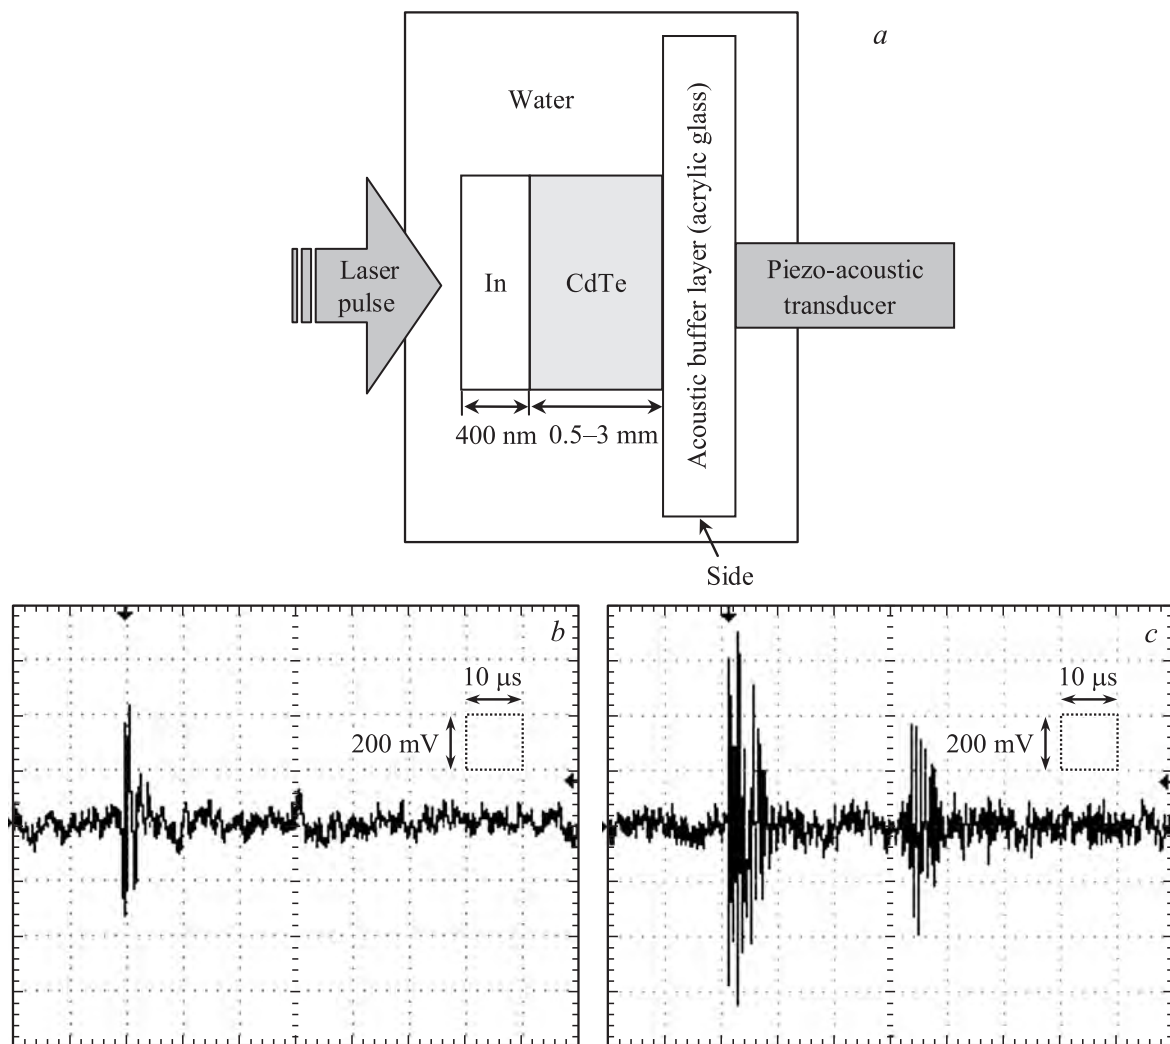 a
Water
Laser
pulse
In
CdTe
Acoustic buffer layer (acrylic glass)
Piezo-acoustic
transducer
400 nm
0.5–3 mm
Side
b
10 μs
200 mV
c
10 μs
200 mV